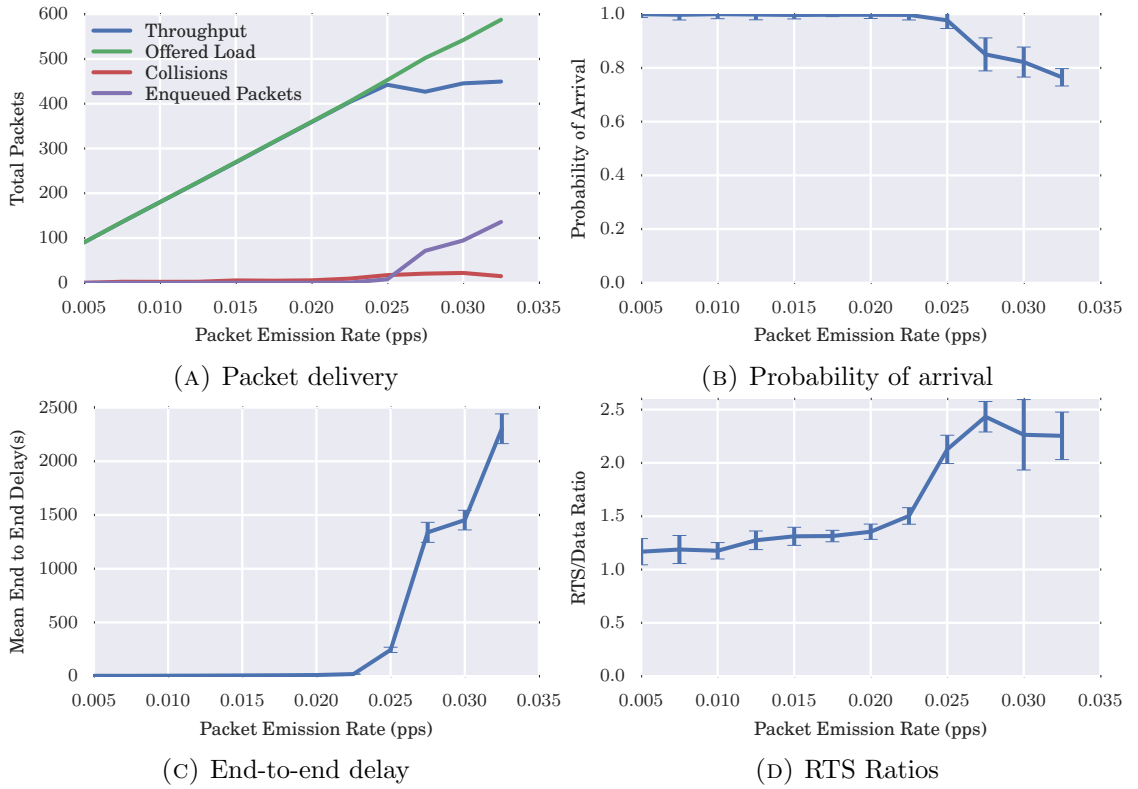 600
500
400
300
200
100
0
Total Packets
Throughput
Offered Load
Collisions
Enqueued Packets
0.005 0.010 0.015 0.020 0.025 0.030 0.035
Packet Emission Rate (pps)
(A) Packet delivery
1.0
0.8
0.6
0.4
0.2
0.0
Probability of Arrival
0.005 0.010 0.015 0.020 0.025 0.030 0.035
Packet Emission Rate (pps)
(B) Probability of arrival
2500
2000
1500
1000
500
0
Mean End to End Delay(s)
0.005 0.010 0.015 0.020 0.025 0.030 0.035
Packet Emission Rate (pps)
(C) End-to-end delay
2.5
2.0
1.5
1.0
0.5
0.0
RTS/Data Ratio
0.005 0.010 0.015 0.020 0.025 0.030 0.035
Packet Emission Rate (pps)
(D) RTS Ratios